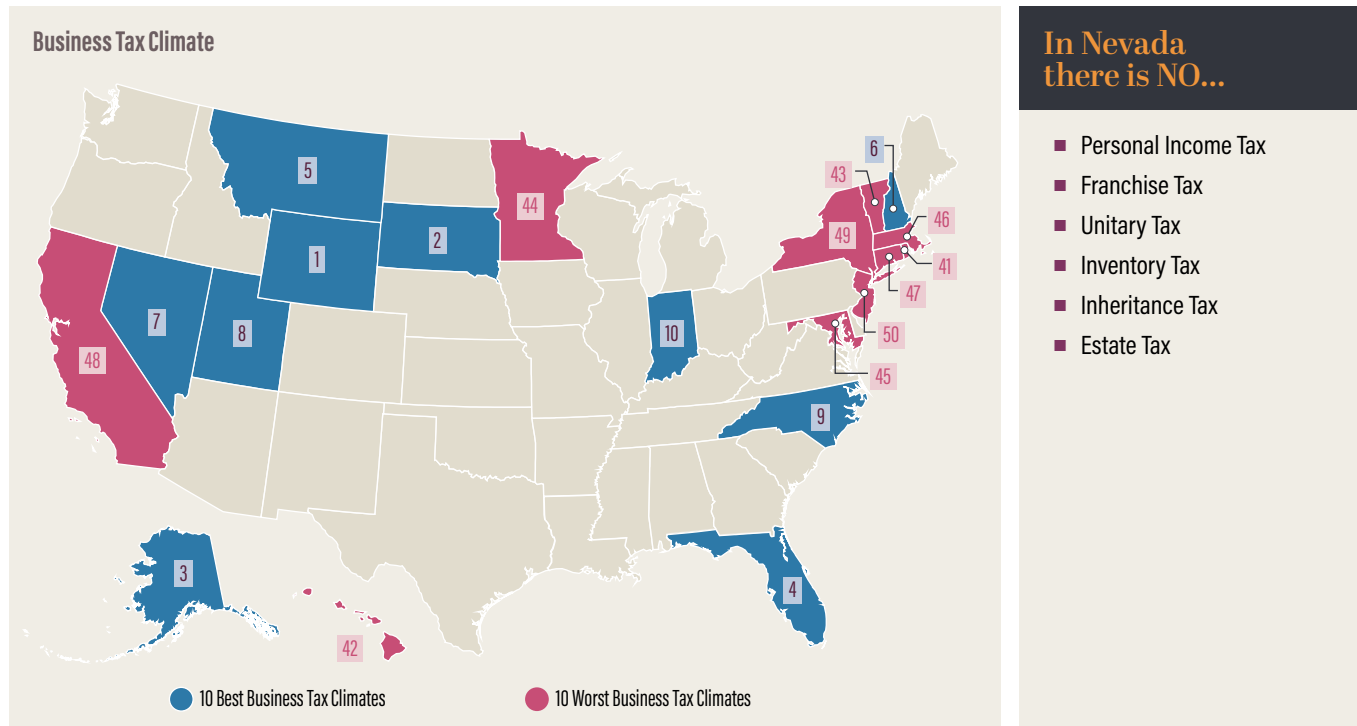 Business Tax Climate
5
6
43
44
46
2
49
1
41
47
7
8
10
50
48
45
9
3
4
42
10 Best Business Tax Climates
10 Worst Business Tax Climates
In Nevada
there is NO...
■ Personal Income Tax
■ Franchise Tax
■ Unitary Tax
■ Inventory Tax
■ Inheritance Tax
■ Estate Tax